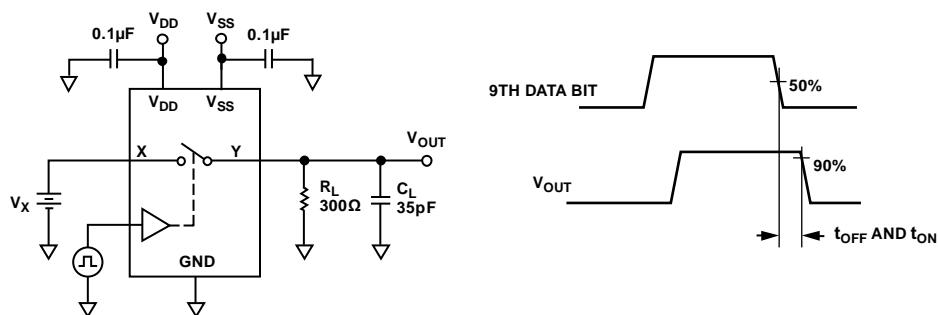 VDD VSS
0.1µF 0.1µF
VDD VSS
X Y VOUT
VX
RL
300Ω
CL
35pF
GND
9TH DATA BIT
50%
VOUT
90%
tOFF AND tON